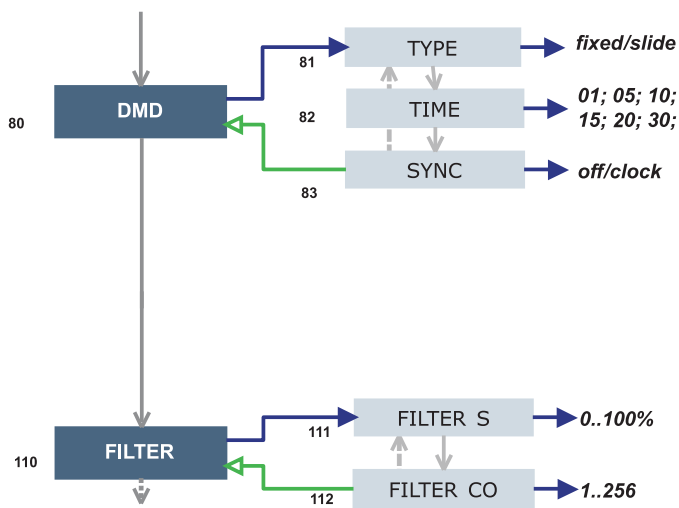 81
TYPE
fixed/slide
80
DMD
82
TIME
01; 05; 10;
15; 20; 30;
83
SYNC
off/clock
111
FILTER S
0..100%
110
FILTER
112
FILTER CO
1..256